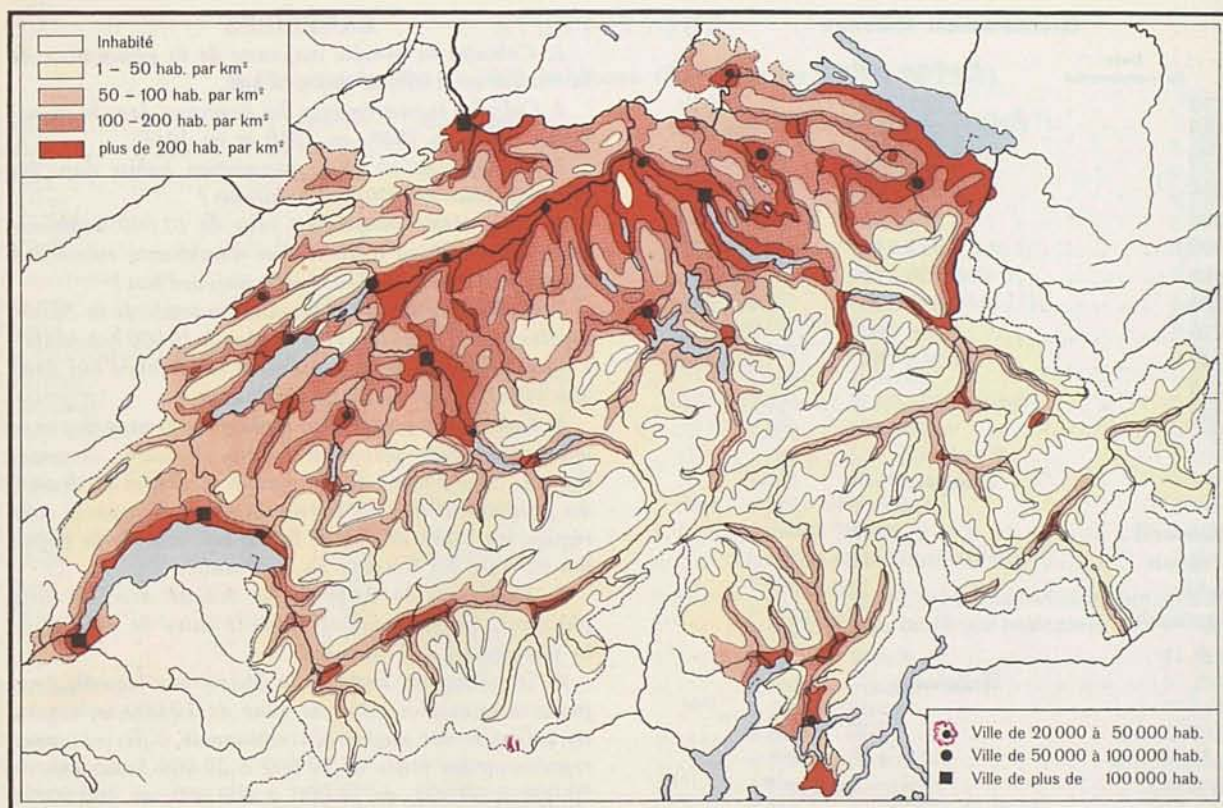 Inhabité
1 – 50 hab. par km²
50 – 100 hab. par km²
100 – 200 hab. par km²
plus de 200 hab. par km²
Ville de 20 000 à 50 000 hab.
Ville de 50 000 à 100 000 hab.
Ville de plus de 100 000 hab.